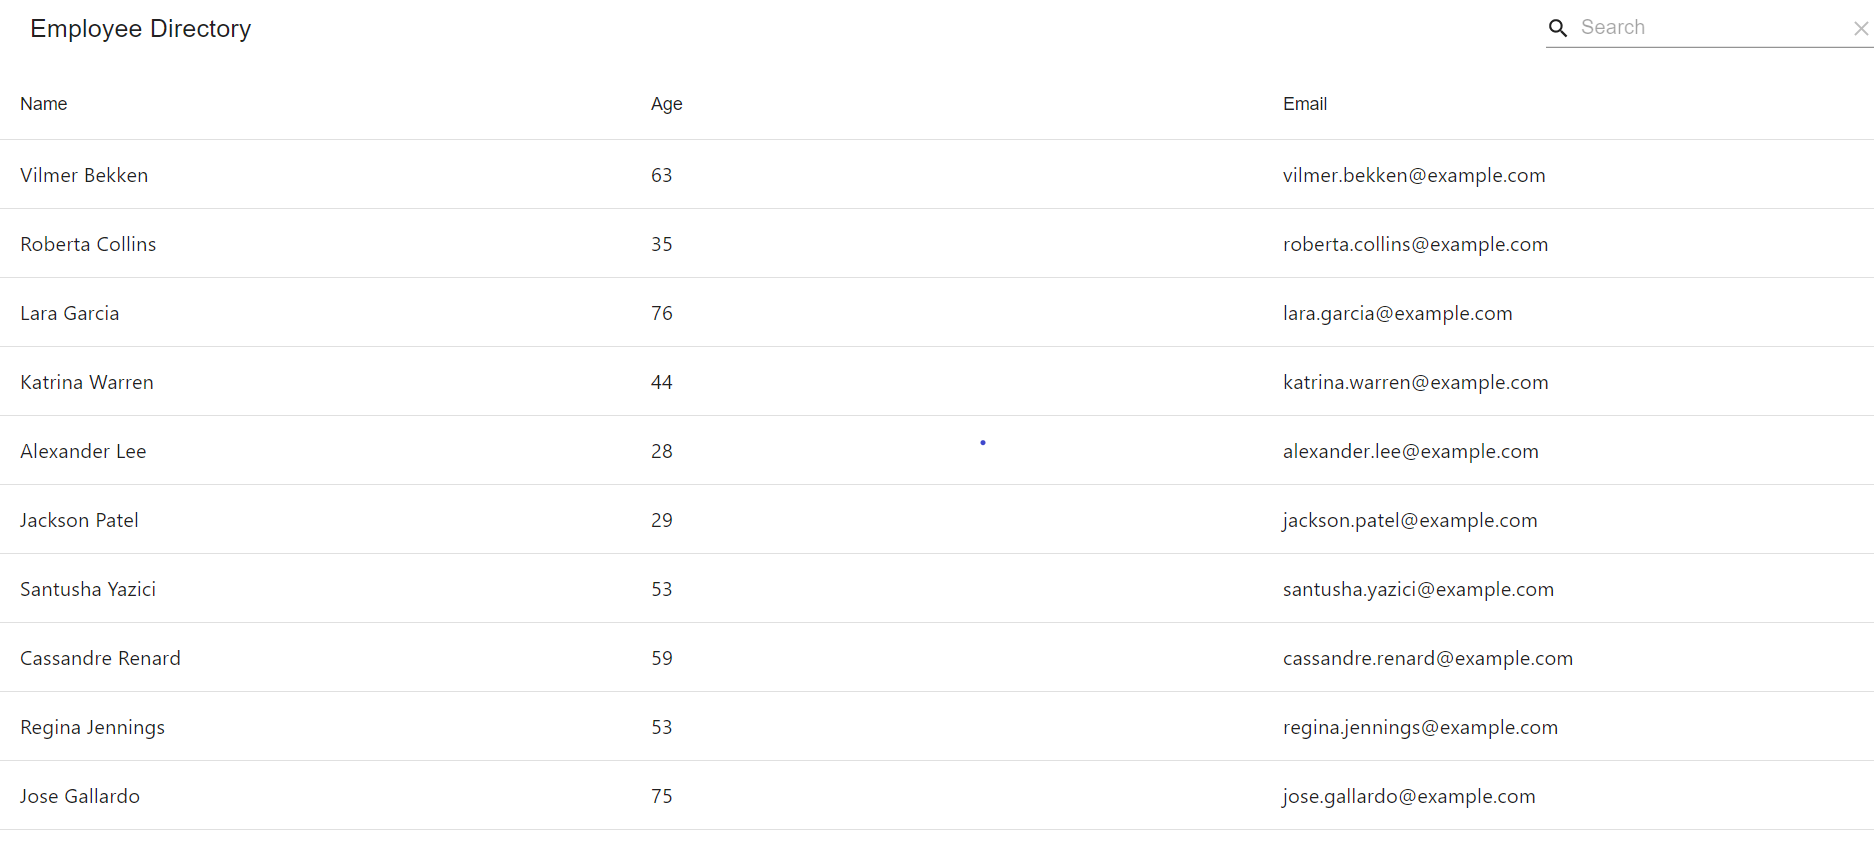 Employee Directory Search
Name Age Email
Vilmer Bekken 63 vilmer.bekken@example.com
Roberta Collins 35 roberta.collins@example.com
Lara Garcia 76 lara.garcia@example.com
Katrina Warren 44 katrina.warren@example.com
Alexander Lee 28 alexander.lee@example.com
Jackson Patel 29 jackson.patel@example.com
Santusha Yazici 53 santusha.yazici@example.com
Cassandre Renard 59 cassandre.renard@example.com
Regina Jennings 53 regina.jennings@example.com
Jose Gallardo 75 jose.gallardo@example.com